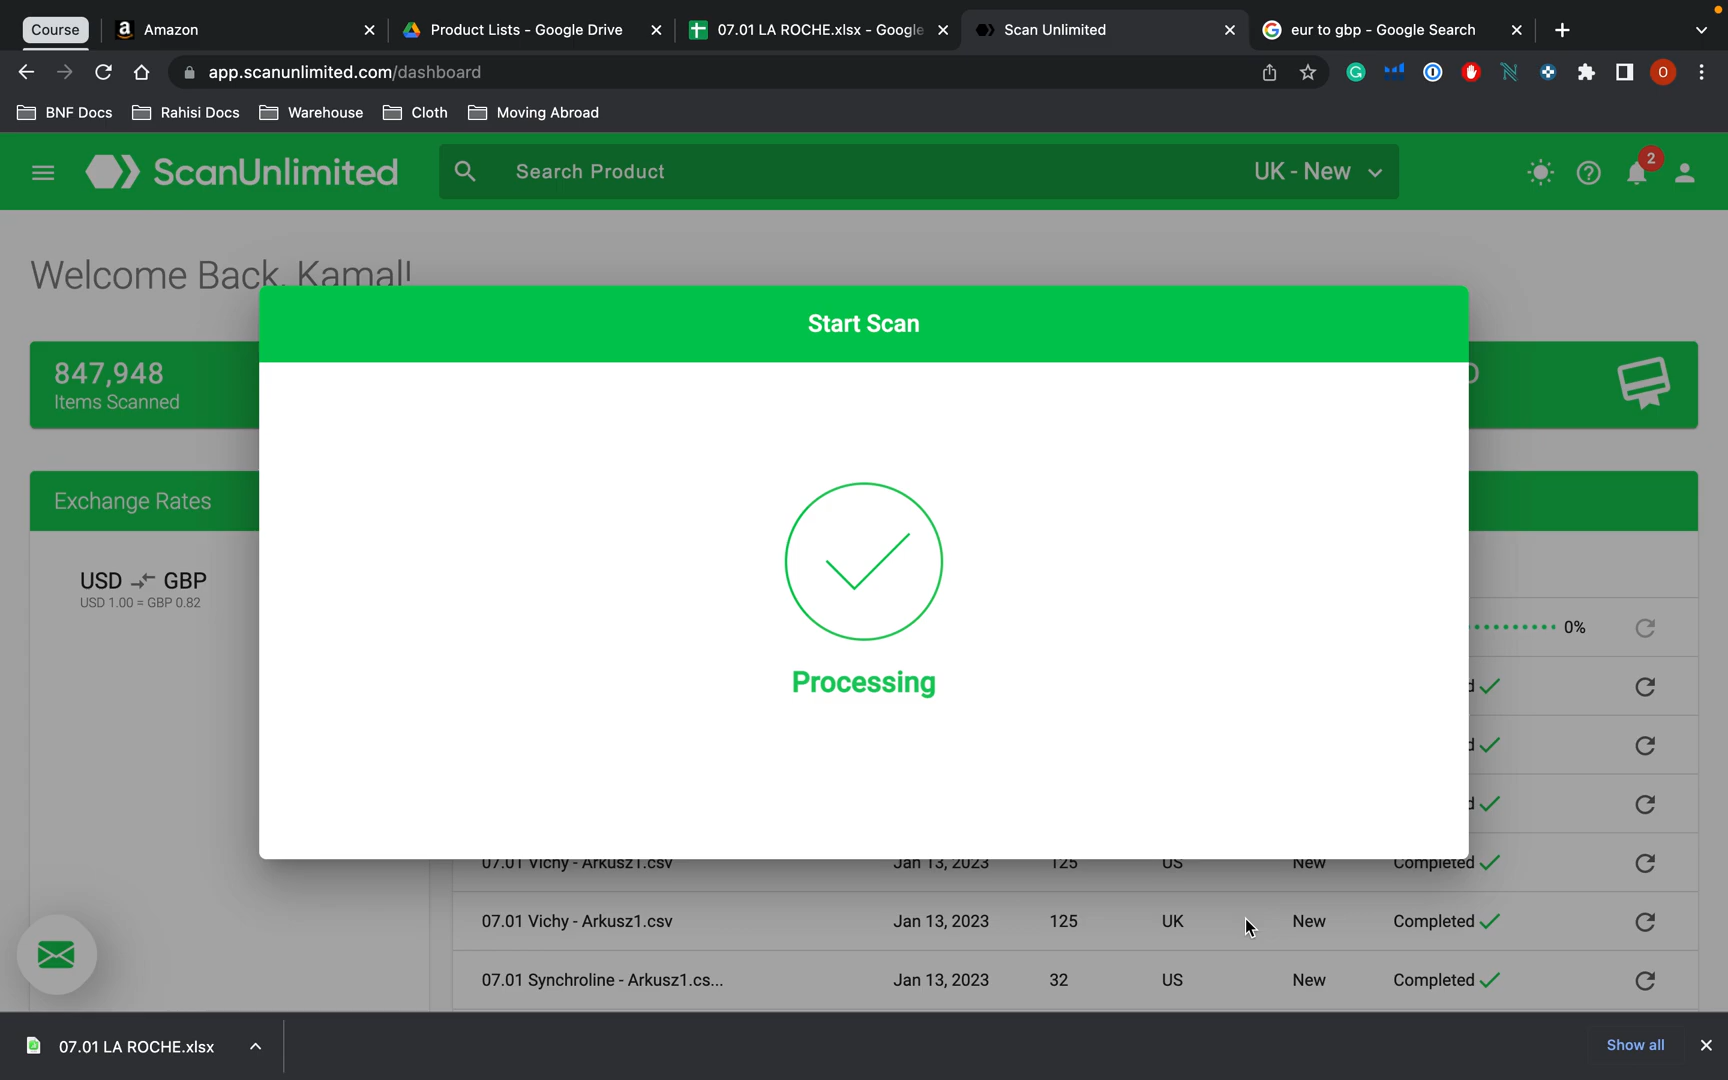 Course
Amazon
Product Lists - Google Drive
07.01 LA ROCHE.xlsx - Google
Scan Unlimited
eur to gbp - Google Search
app.scanunlimited.com/dashboard
O
BNF Docs
Rahisi Docs
Warehouse
Cloth
Moving Abroad
ScanUnlimited
Search Product
UK - New
2
Welcome Back, Kamal!
Start Scan
847,948
Items Scanned
Exchange Rates
USD GBP
USD 1.00 = GBP 0.82
0%
Processing
07.01 Vichy - Arkusz1.csv Jan 13, 2023 125 US New Completed
07.01 Vichy - Arkusz1.csv Jan 13, 2023 125 UK New Completed
07.01 Synchroline - Arkusz1.cs... Jan 13, 2023 32 US New Completed
07.01 LA ROCHE.xlsx
Show all